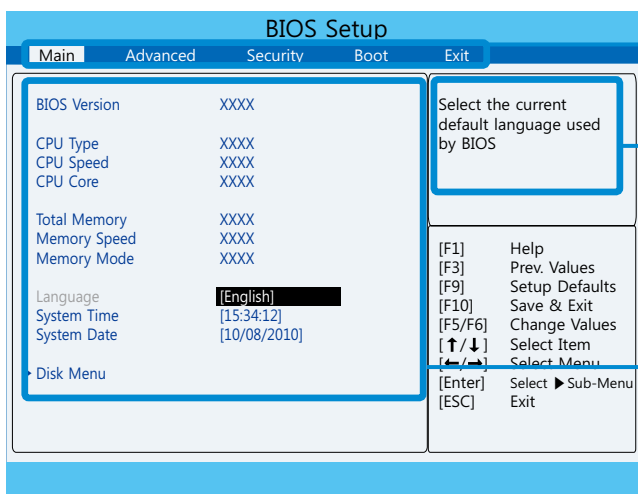 BIOS Setup
Main Advanced Security Boot Exit
BIOS Version XXXX
CPU Type XXXX
CPU Speed XXXX
CPU Core XXXX
Total Memory XXXX
Memory Speed XXXX
Memory Mode XXXX
Language [English]
System Time [15:34:12]
System Date [10/08/2010]
Disk Menu
Select the current
default language used
by BIOS
[F1] Help
[F3] Prev. Values
[F9] Setup Defaults
[F10] Save & Exit
[F5/F6] Change Values
[↑/↓] Select Item
[←/→] Select Menu
[Enter] Select ▶ Sub-Menu
[ESC] Exit